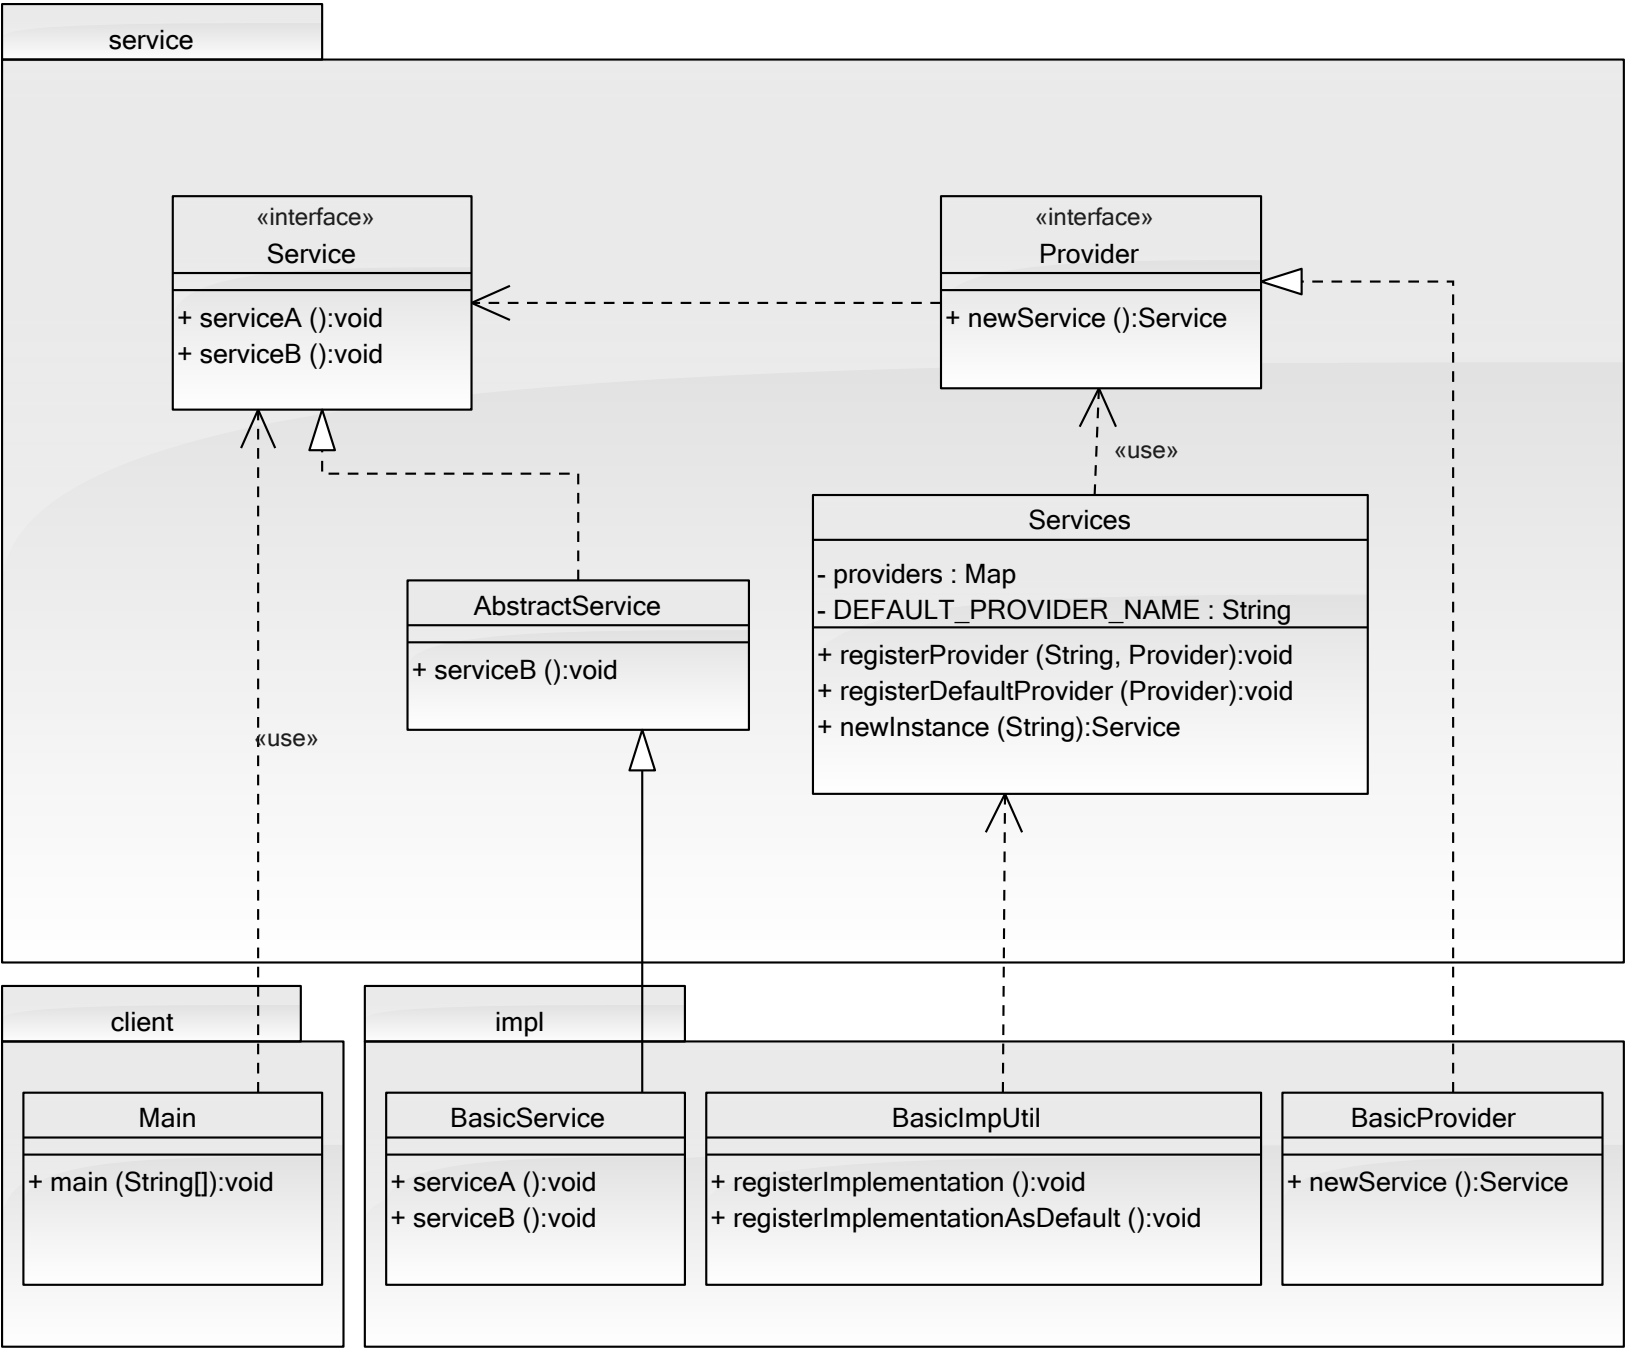 service
«interface»
Service
+ serviceA ():void
+ serviceB ():void
«interface»
Provider
+ newService ():Service
«use»
Services
- providers : Map
- DEFAULT_PROVIDER_NAME : String
+ registerProvider (String, Provider):void
+ registerDefaultProvider (Provider):void
+ newInstance (String):Service
AbstractService
+ serviceB ():void
«use»
client
Main
+ main (String[]):void
impl
BasicService
+ serviceA ():void
+ serviceB ():void
BasicImpUtil
+ registerImplementation ():void
+ registerImplementationAsDefault ():void
BasicProvider
+ newService ():Service